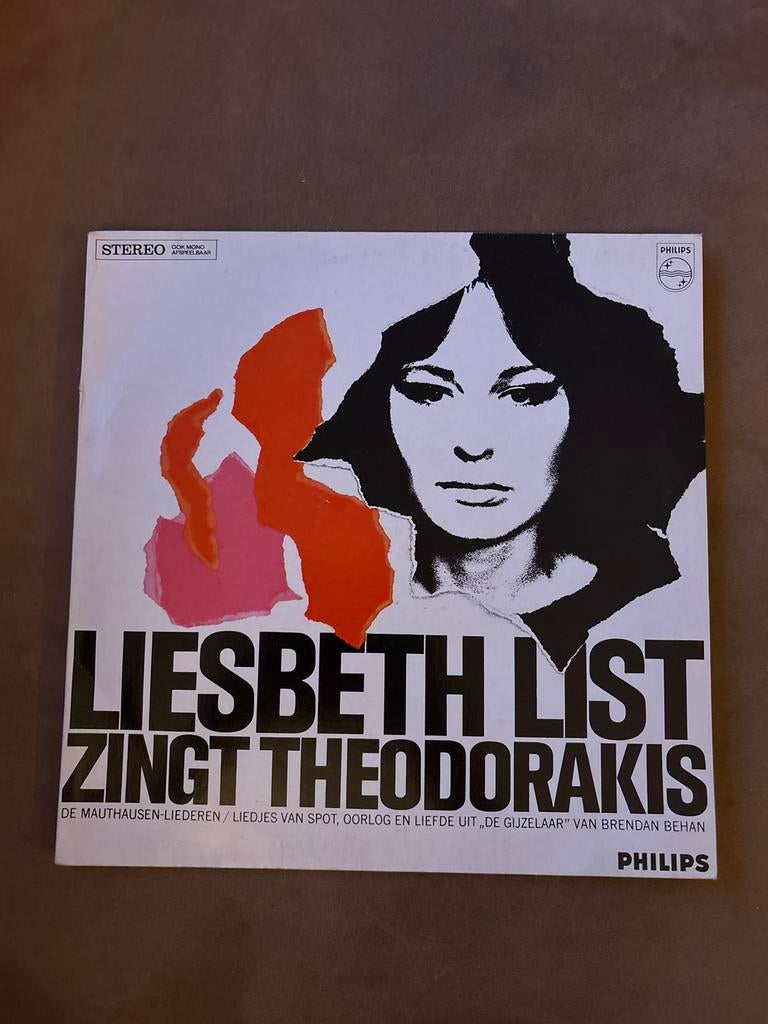 STEREO
OOK MONO
AFSPEELBAAR
PHILIPS
LIESBETH LIST
ZINGT THEODORAKIS
DE MAUTHAUSEN-LIEDEREN / LIEDJES VAN SPOT, OORLOG EN LIEFDE UIT „DE GIJZELAAR” VAN BRENDAN BEHAN
PHILIPS